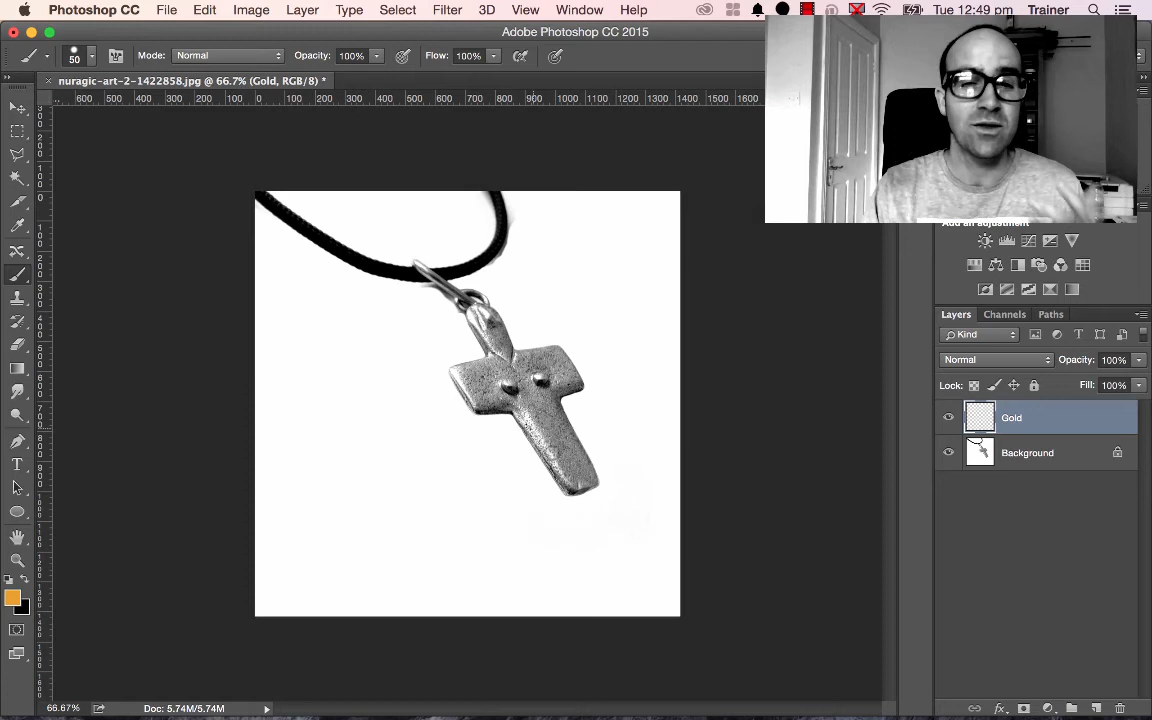 Photoshop CC File Edit Image Layer Type Select Filter 3D View Window Help Tue 12:49 pm Trainer
Adobe Photoshop CC 2015
50 Mode: Normal Opacity: 100% Flow: 100%
nuragic-art-2-1422858.jpg @ 66.7% (Gold, RGB/8) *
600 500 400 300 200 100 0 100 200 300 400 500 600 700 800 900 1000 1100 1200 1300 1400 1500 1600
Add an adjustment
Layers Channels Paths
Kind
Normal Opacity: 100%
Lock: Fill: 100%
Gold
Background
66.67% Doc: 5.74M/5.74M